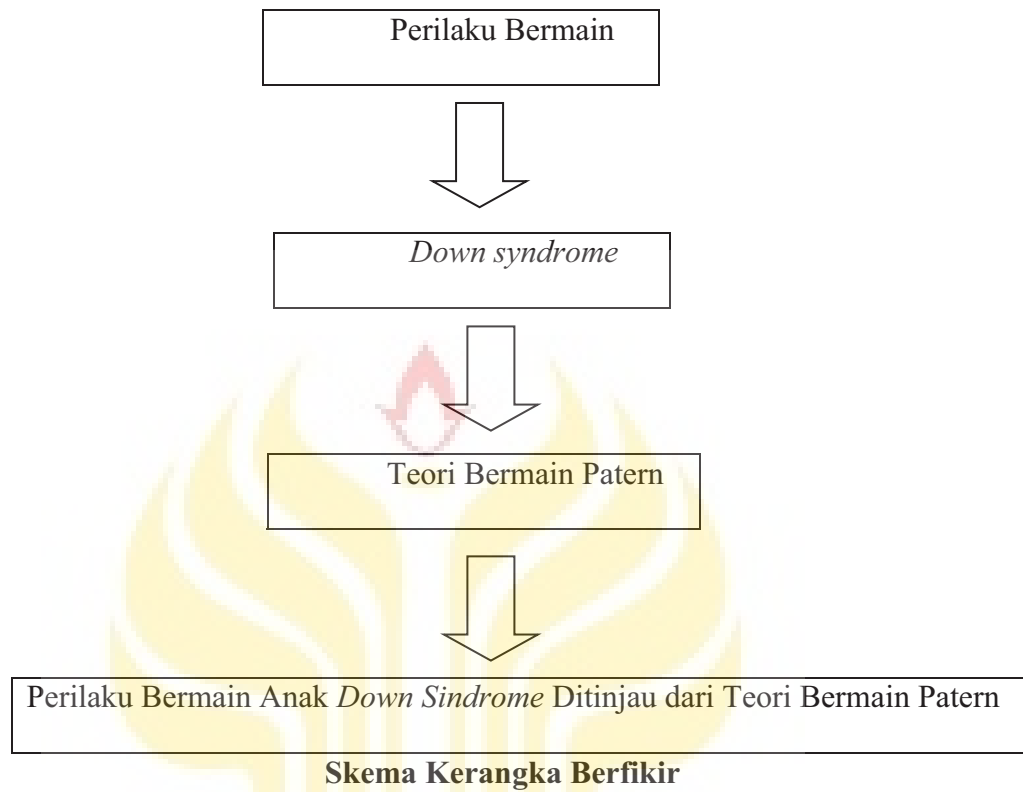 Perilaku Bermain
Down syndrome
Teori Bermain Patern
Perilaku Bermain Anak Down Sindrome Ditinjau dari Teori Bermain Patern
Skema Kerangka Berfikir